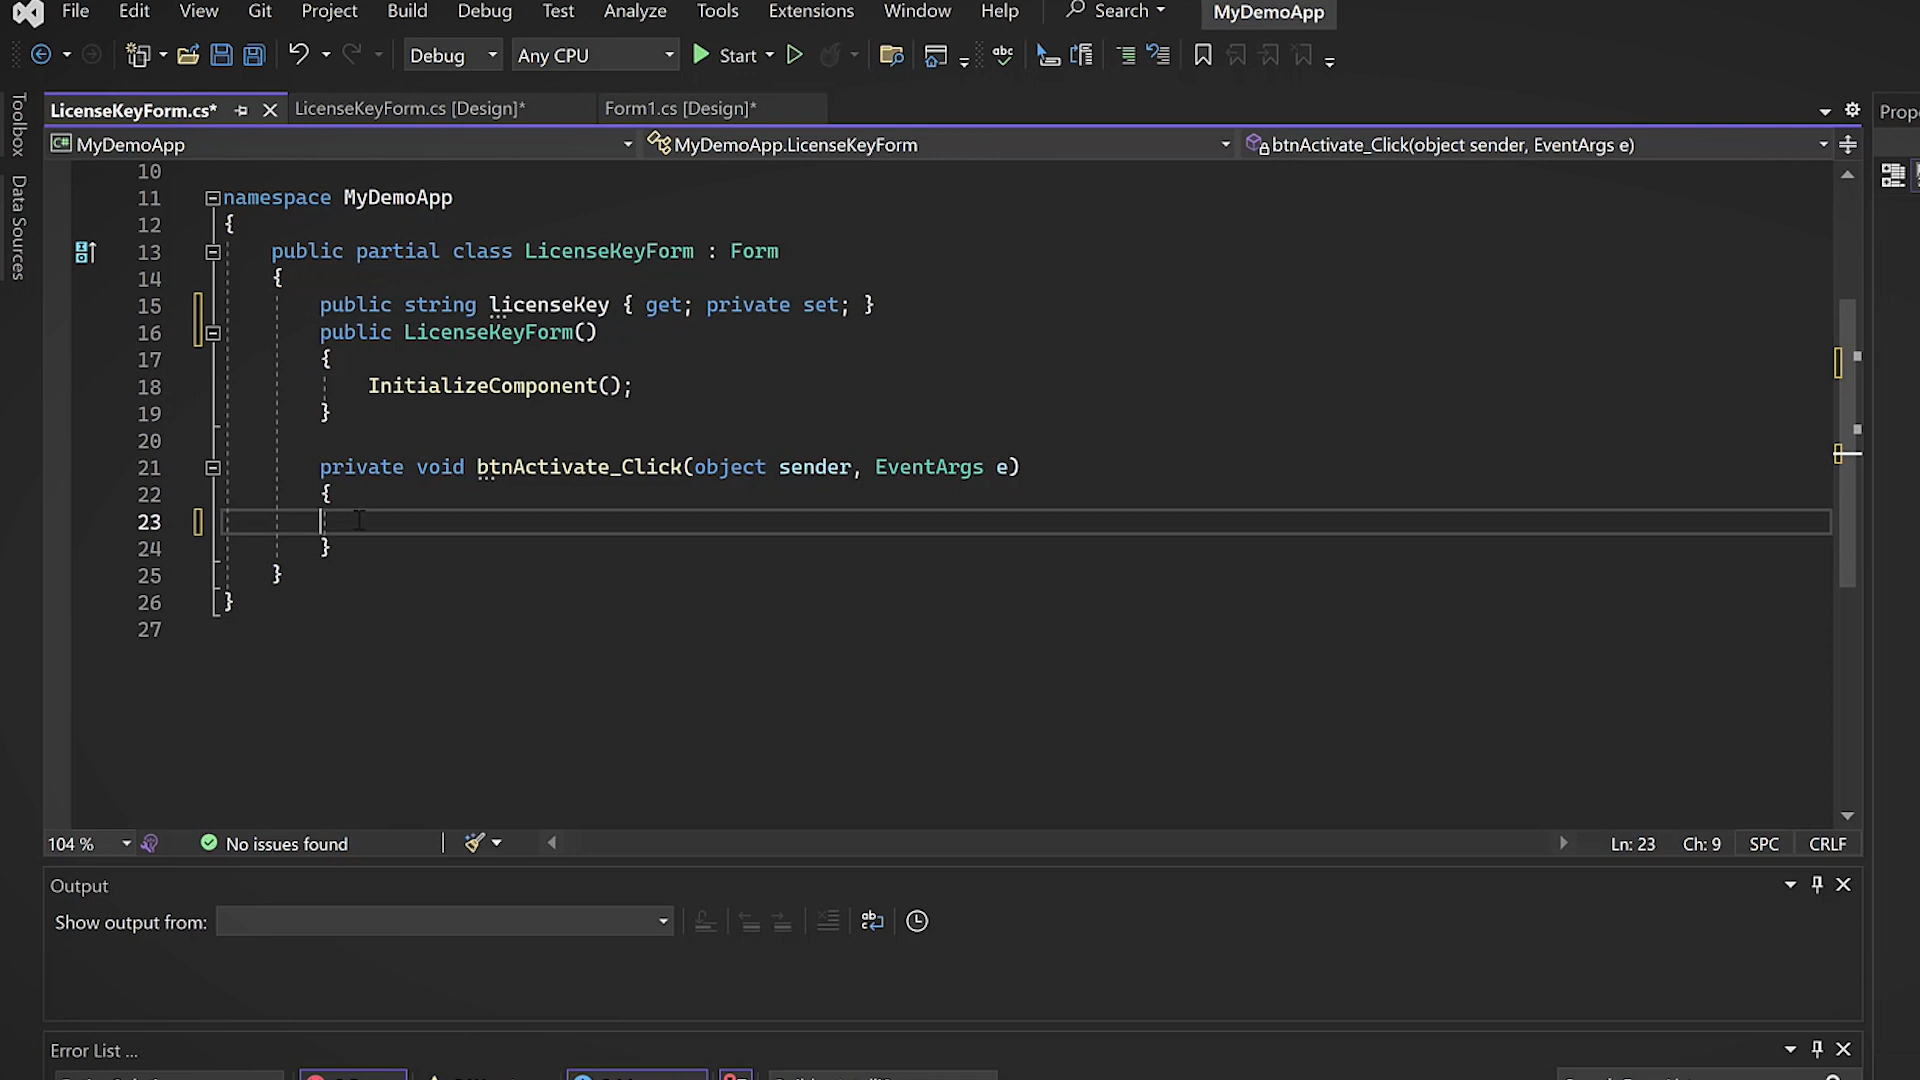 File Edit View Git Project Build Debug Test Analyze Tools Extensions Window Help Search MyDemoApp
Debug Any CPU Start
Toolbox
Data Sources
LicenseKeyForm.cs* LicenseKeyForm.cs [Design]* Form1.cs [Design]*
Prope
C# MyDemoApp MyDemoApp.LicenseKeyForm btnActivate_Click(object sender, EventArgs e)
10
11 namespace MyDemoApp
12 {
13 public partial class LicenseKeyForm : Form
14 {
15 public string licenseKey { get; private set; }
16 public LicenseKeyForm()
17 {
18 InitializeComponent();
19 }
20
21 private void btnActivate_Click(object sender, EventArgs e)
22 {
23
24 }
25 }
26 }
27
104 % No issues found Ln: 23 Ch: 9 SPC CRLF
Output
Show output from:
Error List ...